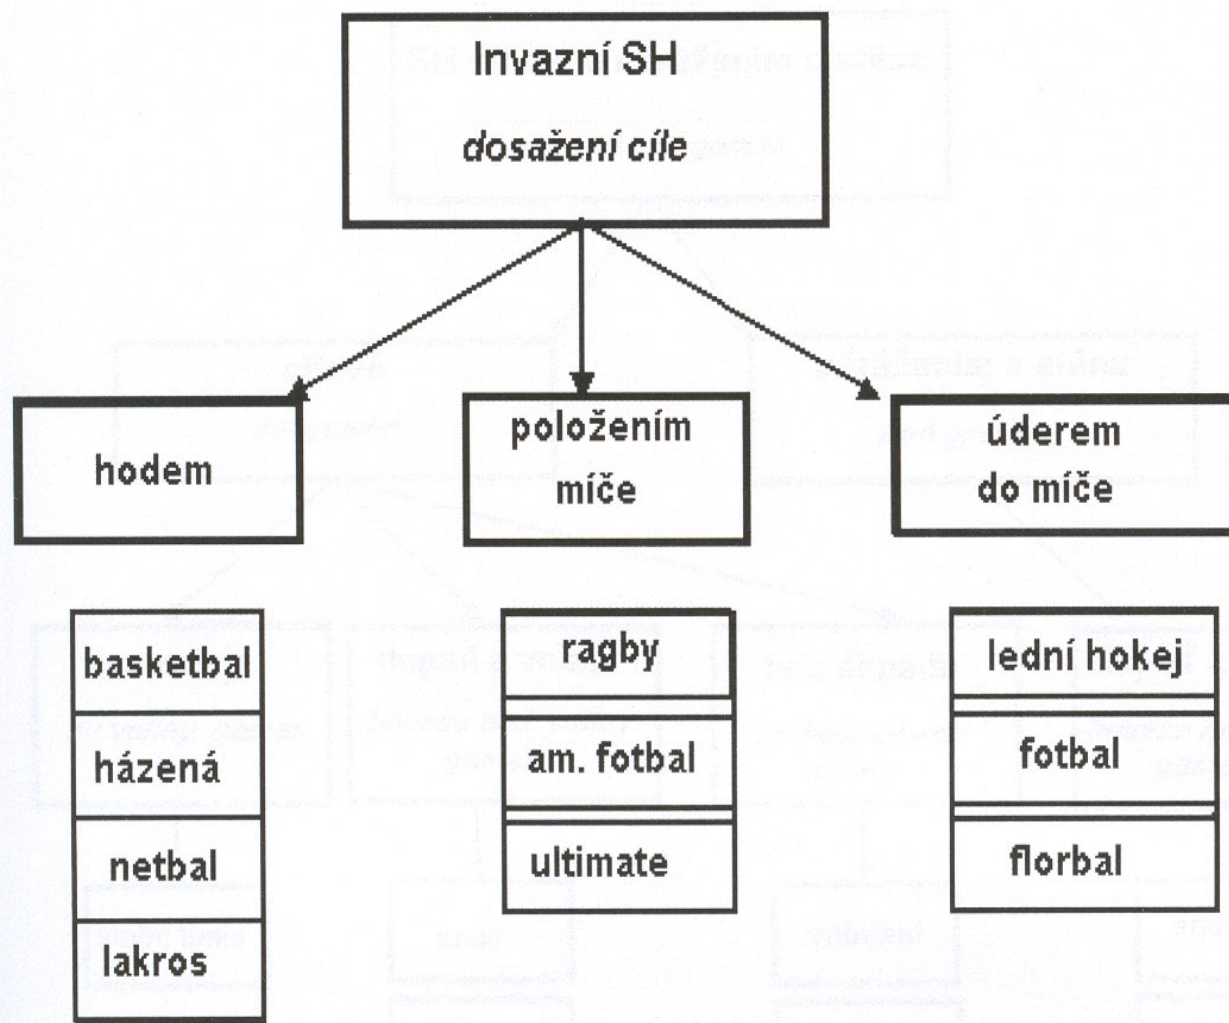 Invazní SH
dosažení cíle
hodem
položením
míče
úderem
do míče
basketbal
házená
netbal
lakros
ragby
am. fotbal
ultimate
lední hokej
fotbal
florbal